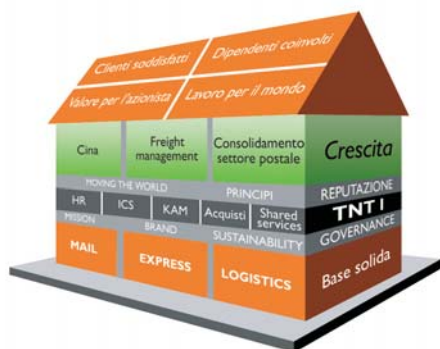 Clienti soddisfatti
Dipendenti coinvolti
Valore per l'azionista
Lavoro per il mondo
Cina
Freight
management
Consolidamento
settore postale
Crescita
MOVING THE WORLD
PRINCIPI
REPUTAZIONE
HR
ICS
KAM
Acquisti
Shared
services
TNT I
MISSION
BRAND
SUSTAINABILITY
GOVERNANCE
MAIL
EXPRESS
LOGISTICS
Base solida